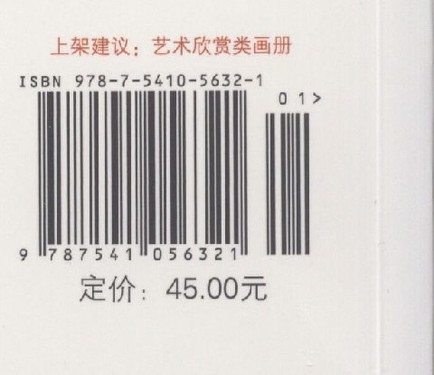 上架建议：艺术欣赏类画册
ISBN 978-7-5410-5632-1
01>
9 787541 056321
定价：45.00元